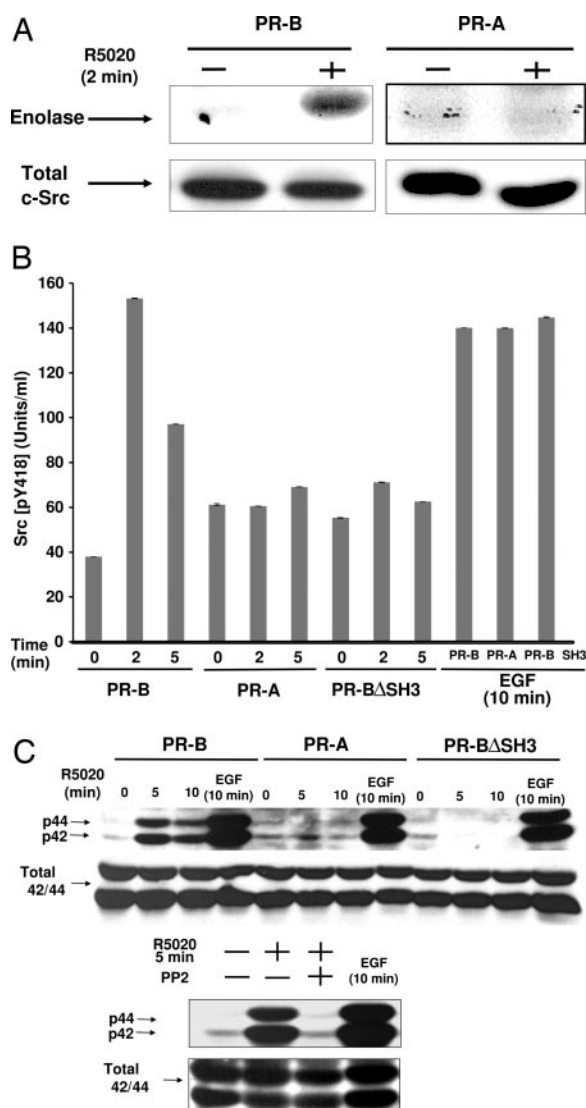 A
PR-B PR-A
R5020
(2 min) — + — +
Enolase
Total
c-Src
B
160
140
120
100
80
60
40
20
0
Src [pY418] (Units/ml)
Time
(min)
0 2 5 0 2 5 0 2 5 PR-B PR-A PR-B SH3
PR-B PR-A PR-BΔSH3 EGF
(10 min)
C
PR-B PR-A PR-BΔSH3
R5020
(min)
0 5 10 EGF
(10 min)
0 5 10 EGF
(10 min)
0 5 10 EGF
(10 min)
p44
p42
Total
42/44
R5020
5 min — + +
PP2 — — + EGF
(10 min)
p44
p42
Total
42/44